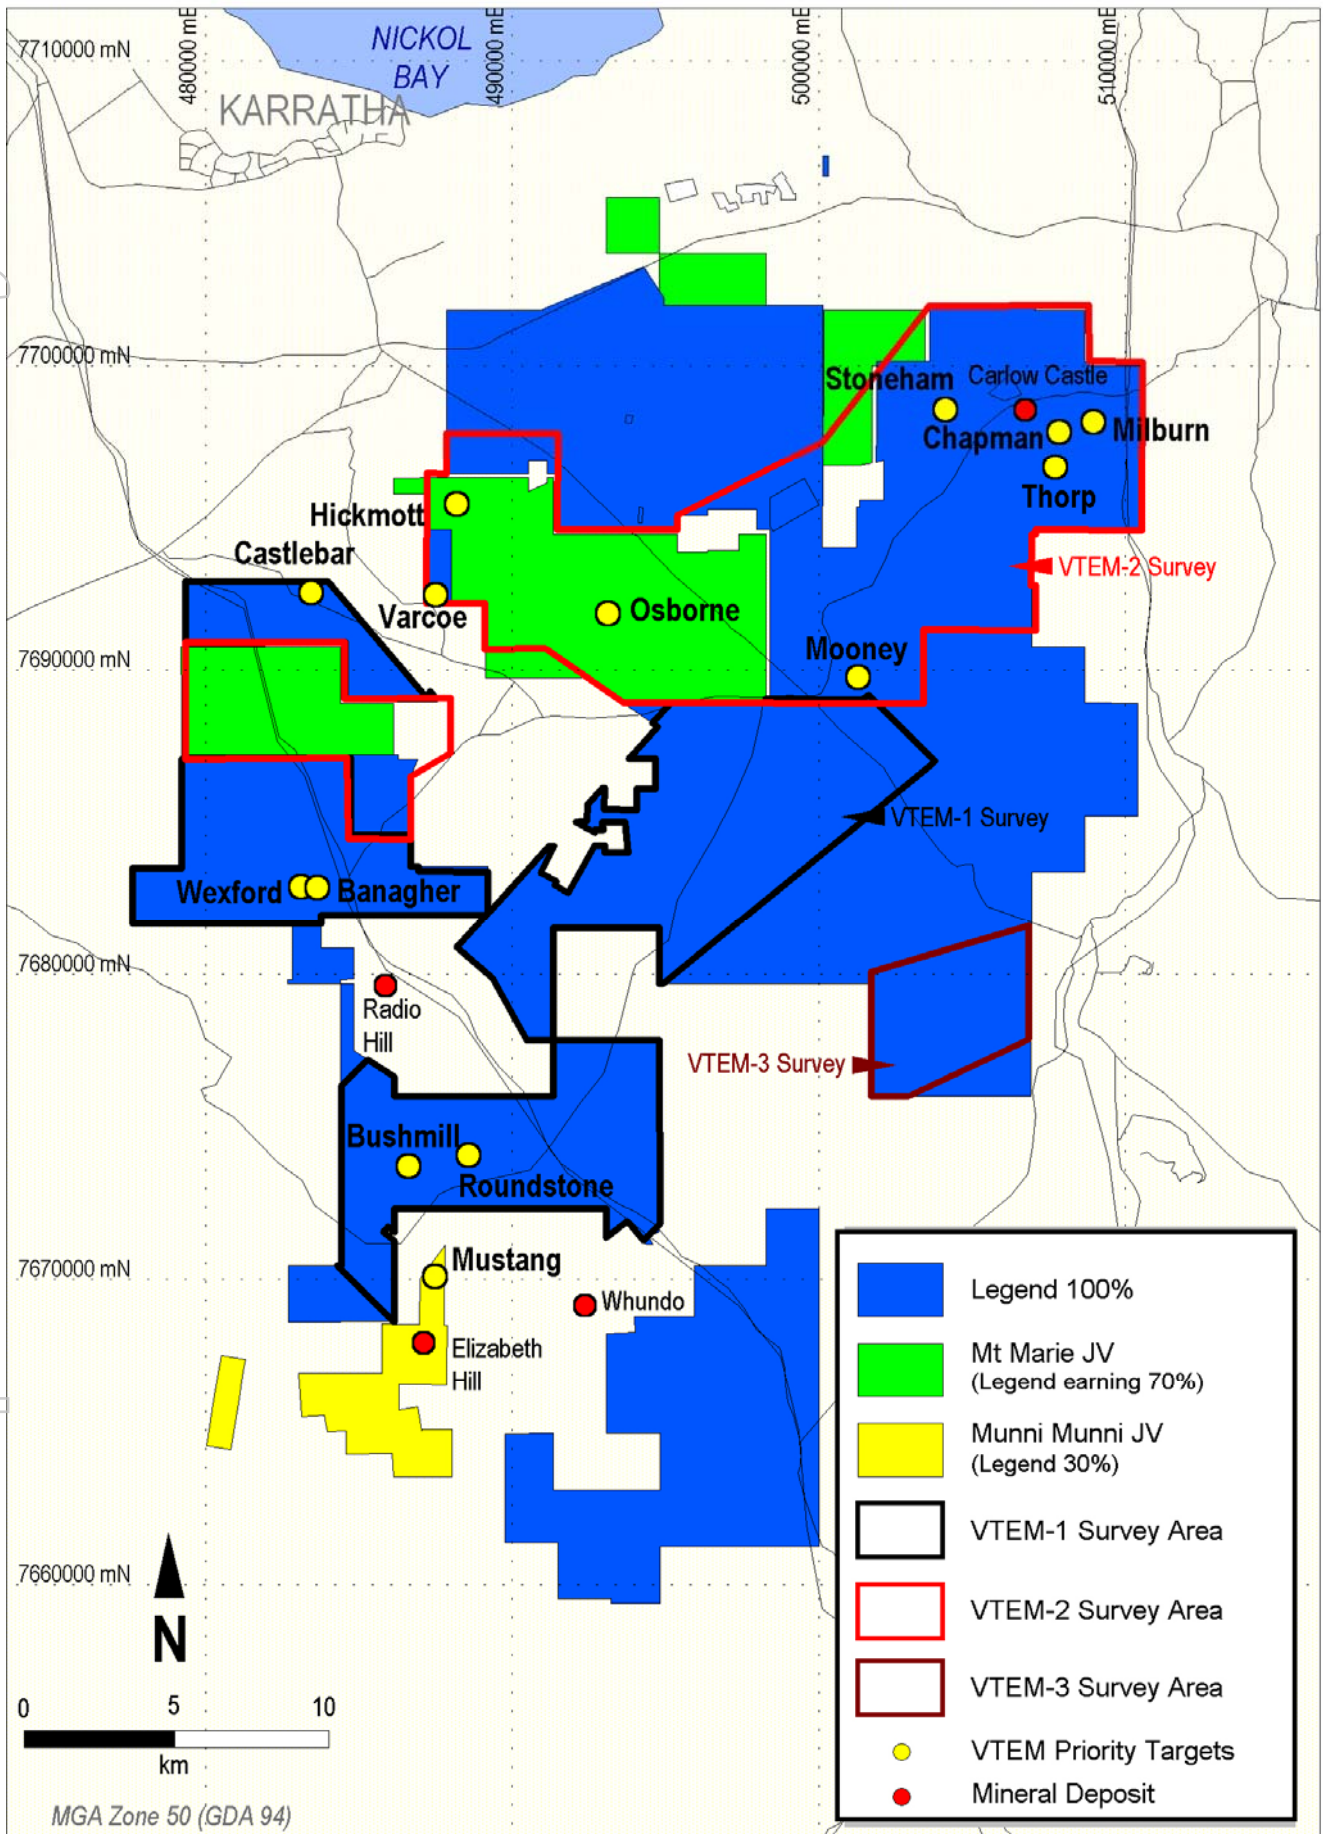 7710000 mN
480000 mE
490000 mE
500000 mE
510000 mE
NICKOL
BAY
KARRATHA
7700000 mN
Stoneham
Carlow Castle
Chapman
Milburn
Thorp
Hickmott
Castlebar
VTEM-2 Survey
Varcoe
Osborne
Mooney
7690000 mN
VTEM-1 Survey
Wexford
Banagher
7680000 mN
Radio
Hill
VTEM-3 Survey
Bushmill
Roundstone
Mustang
7670000 mN
Whundo
Elizabeth
Hill
7660000 mN
N
0 5 10
km
MGA Zone 50 (GDA 94)
Legend 100%
Mt Marie JV
(Legend earning 70%)
Munni Munni JV
(Legend 30%)
VTEM-1 Survey Area
VTEM-2 Survey Area
VTEM-3 Survey Area
VTEM Priority Targets
Mineral Deposit